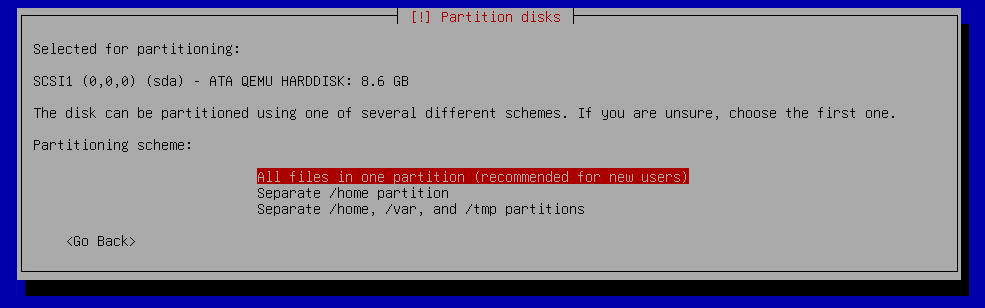 [!] Partition disks
Selected for partitioning:
SCSI1 (0,0,0) (sda) - ATA QEMU HARDDISK: 8.6 GB
The disk can be partitioned using one of several different schemes. If you are unsure, choose the first one.
Partitioning scheme:
All files in one partition (recommended for new users)
Separate /home partition
Separate /home, /var, and /tmp partitions
<Go Back>